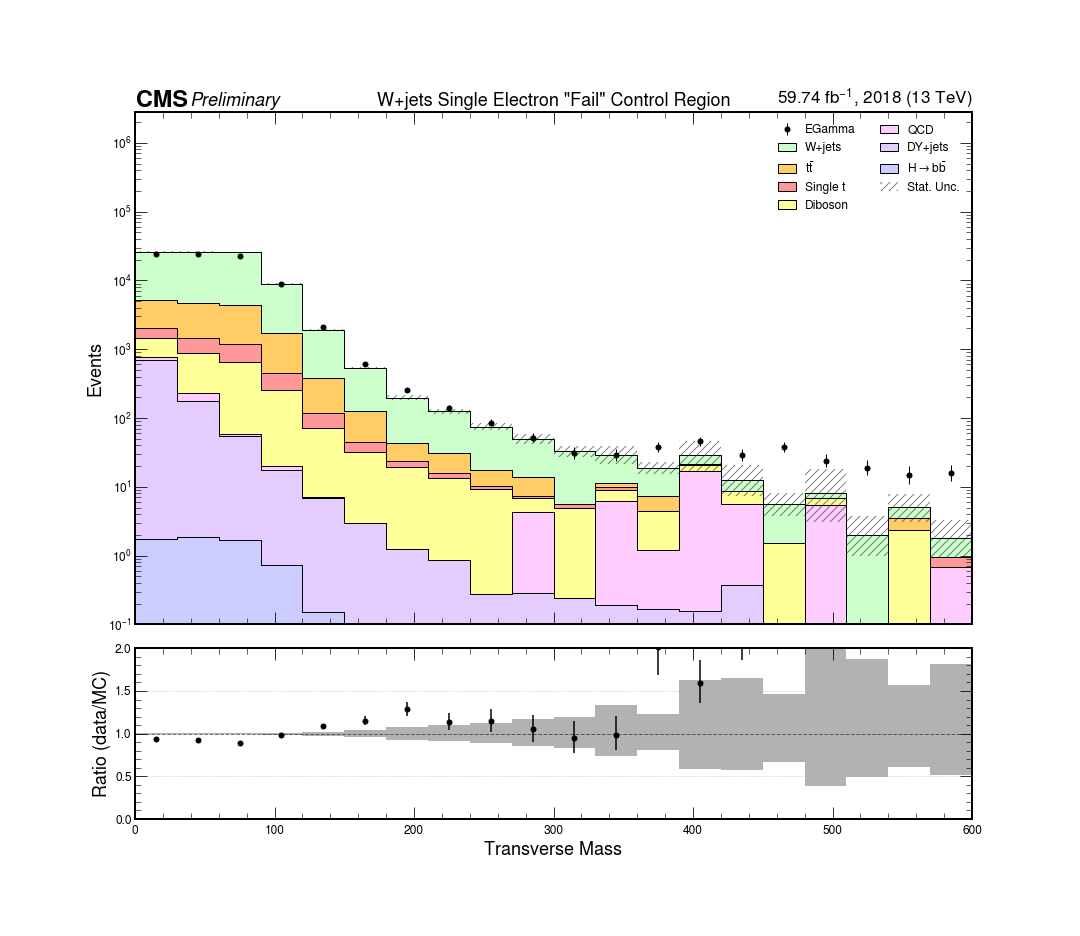 CMS Preliminary W+jets Single Electron "Fail" Control Region 59.74 fb⁻¹, 2018 (13 TeV)
EGamma QCD
W+jets DY+jets
tt̄ H→bb̄
Single t Stat. Unc.
Diboson
Events
10⁶
10⁵
10⁴
10³
10²
10¹
10⁰
10⁻¹
Ratio (data/MC)
2.0
1.5
1.0
0.5
0.0
0 100 200 300 400 500 600
Transverse Mass